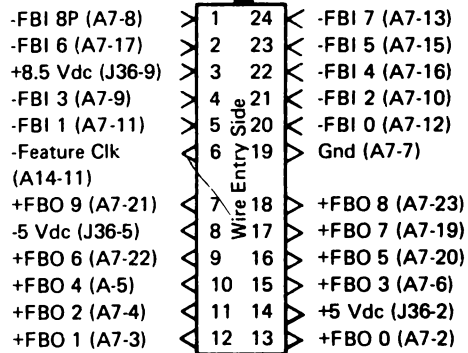 -FBI 8P (A7-8) 1 24 -FBI 7 (A7-13)
-FBI 6 (A7-17) 2 23 -FBI 5 (A7-15)
+8.5 Vdc (J36-9) 3 22 -FBI 4 (A7-16)
-FBI 3 (A7-9) 4 21 -FBI 2 (A7-10)
-FBI 1 (A7-11) 5 20 -FBI 0 (A7-12)
-Feature Clk 6 19 Gnd (A7-7)
(A14-11)
+FBO 9 (A7-21) 7 18 +FBO 8 (A7-23)
-5 Vdc (J36-5) 8 17 +FBO 7 (A7-19)
+FBO 6 (A7-22) 9 16 +FBO 5 (A7-20)
+FBO 4 (A-5) 10 15 +FBO 3 (A7-6)
+FBO 2 (A7-4) 11 14 +5 Vdc (J36-2)
+FBO 1 (A7-3) 12 13 +FBO 0 (A7-2)
Wire Entry Side